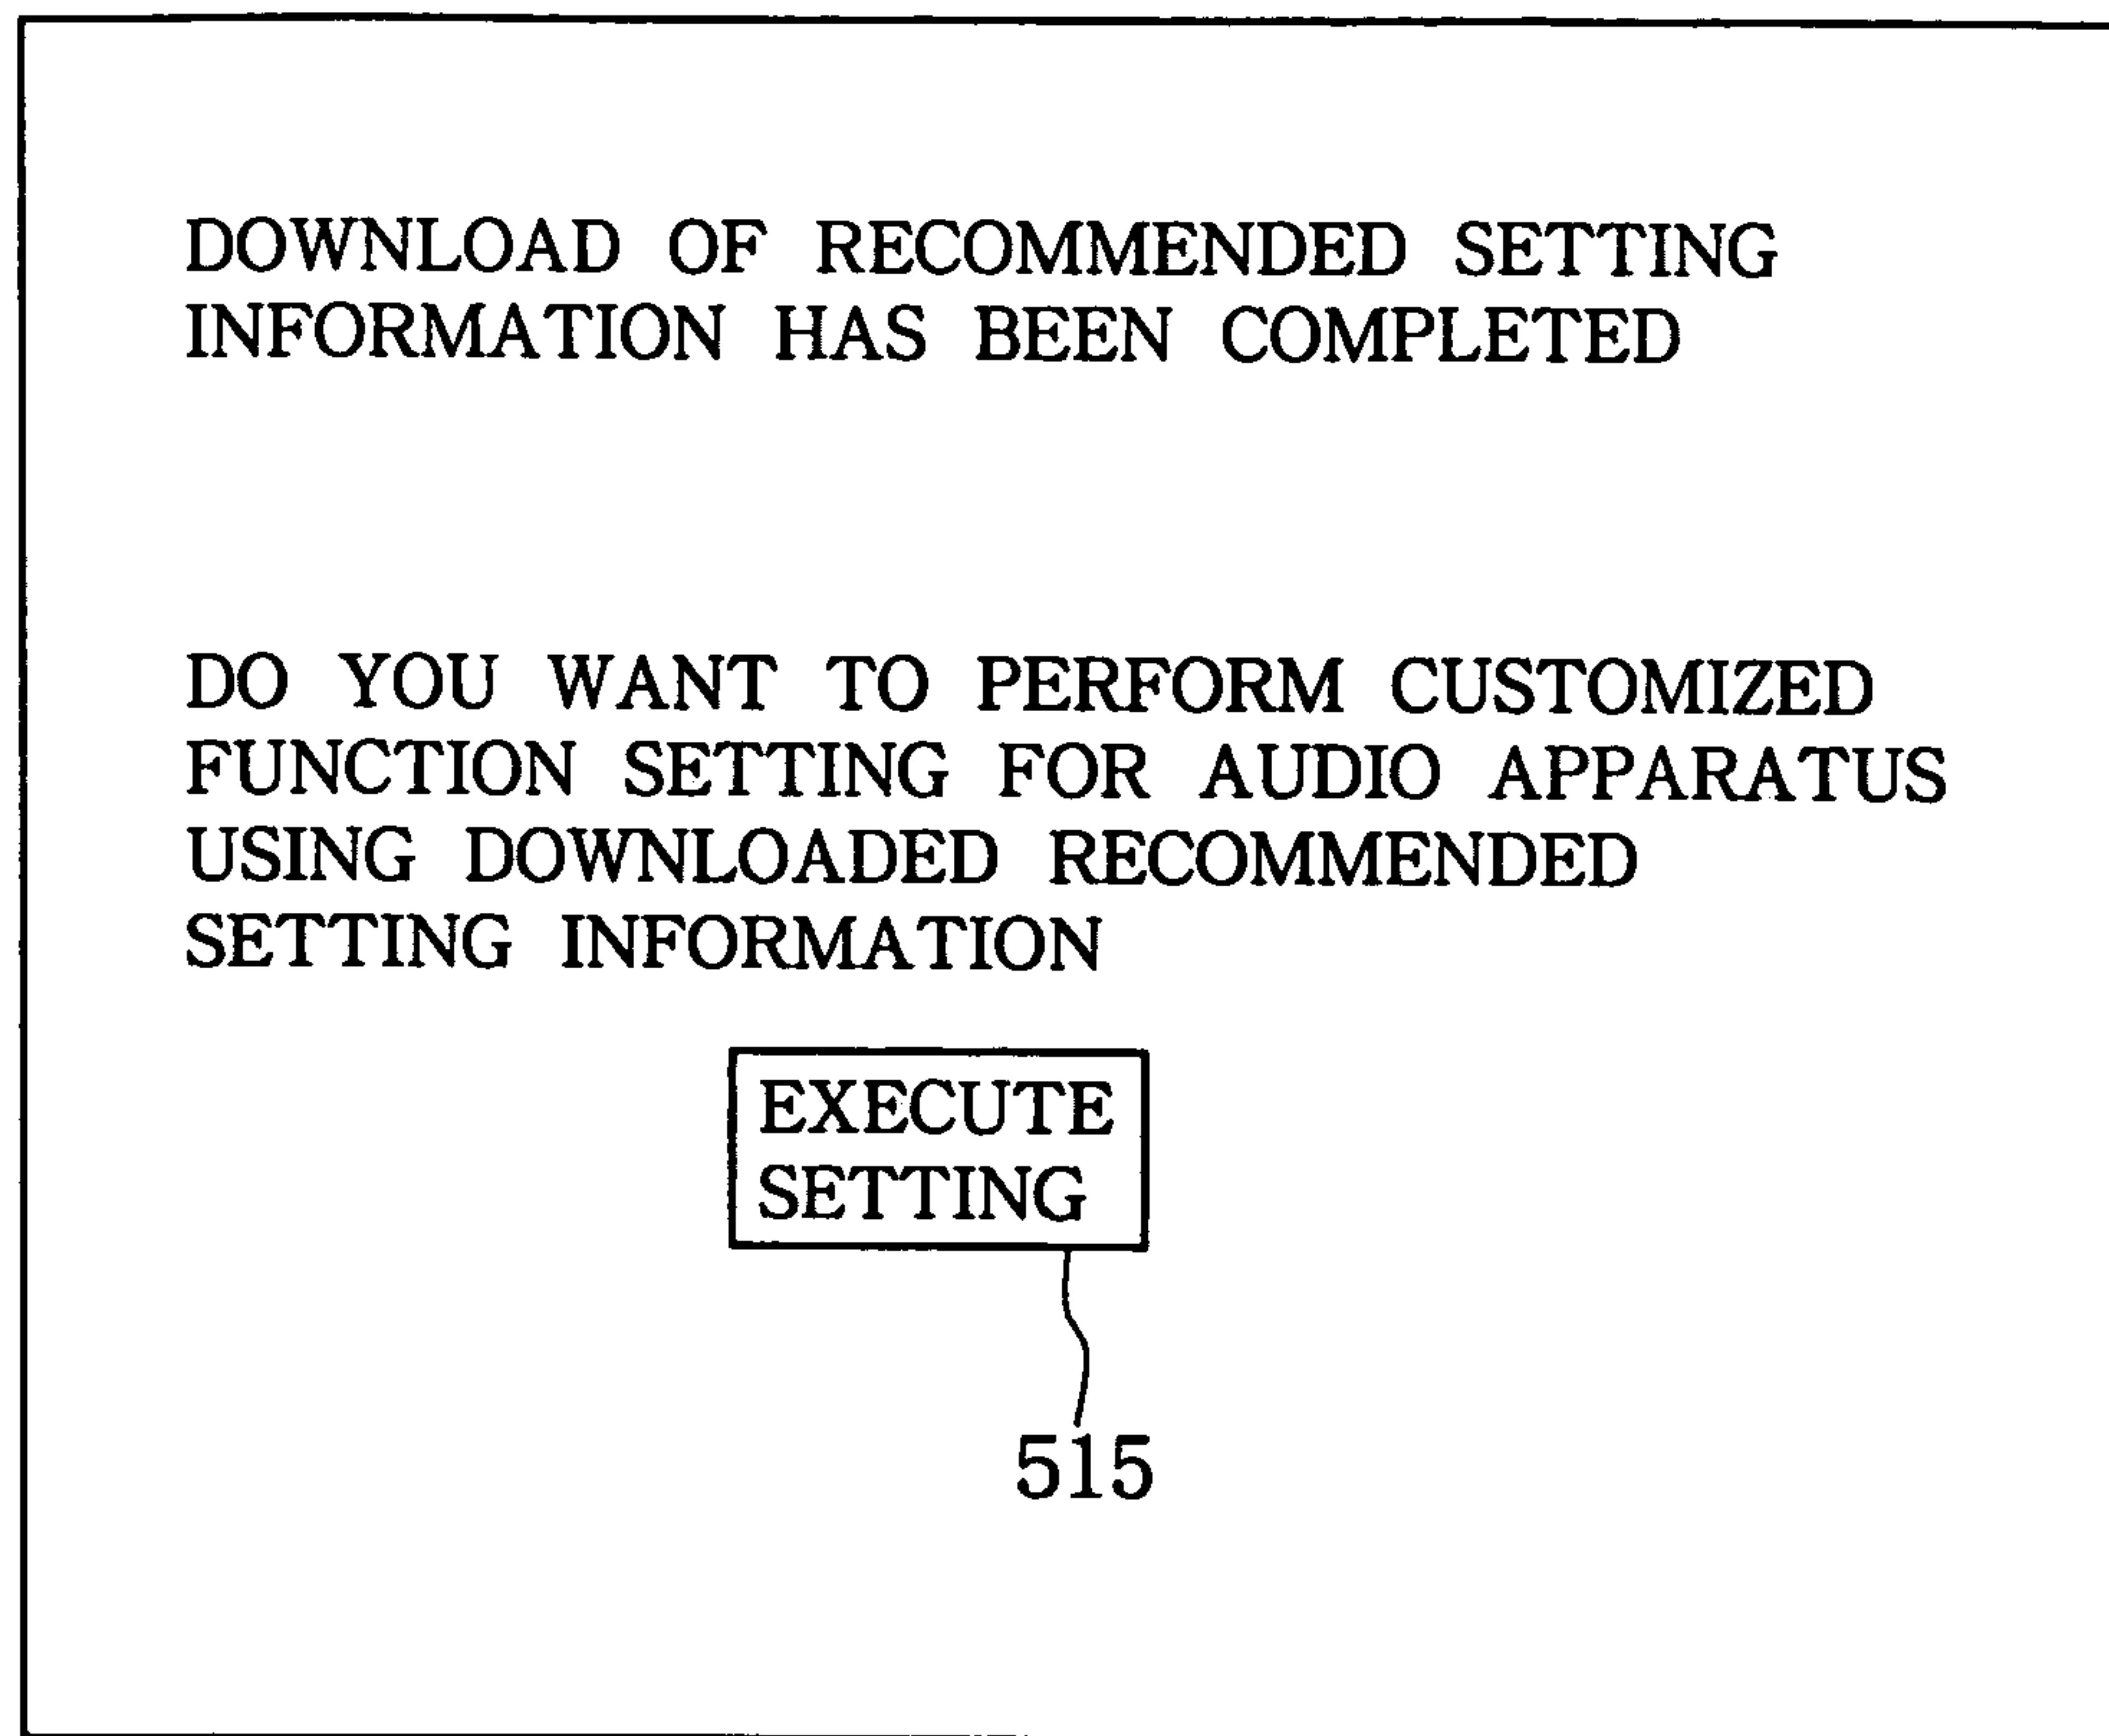 DOWNLOAD OF RECOMMENDED SETTING
INFORMATION HAS BEEN COMPLETED
DO YOU WANT TO PERFORM CUSTOMIZED
FUNCTION SETTING FOR AUDIO APPARATUS
USING DOWNLOADED RECOMMENDED
SETTING INFORMATION
EXECUTE
SETTING
515